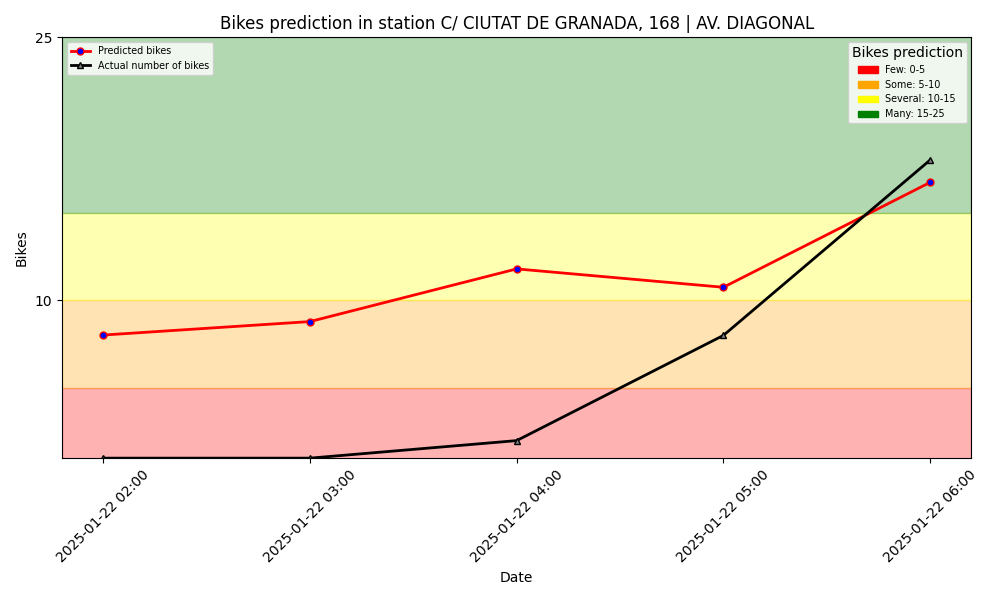 Bikes prediction in station C/ CIUTAT DE GRANADA, 168 | AV. DIAGONAL
25
Predicted bikes
Actual number of bikes
Bikes prediction
Few: 0-5
Some: 5-10
Several: 10-15
Many: 15-25
Bikes
10
2025-01-22 02:00
2025-01-22 03:00
2025-01-22 04:00
2025-01-22 05:00
2025-01-22 06:00
Date